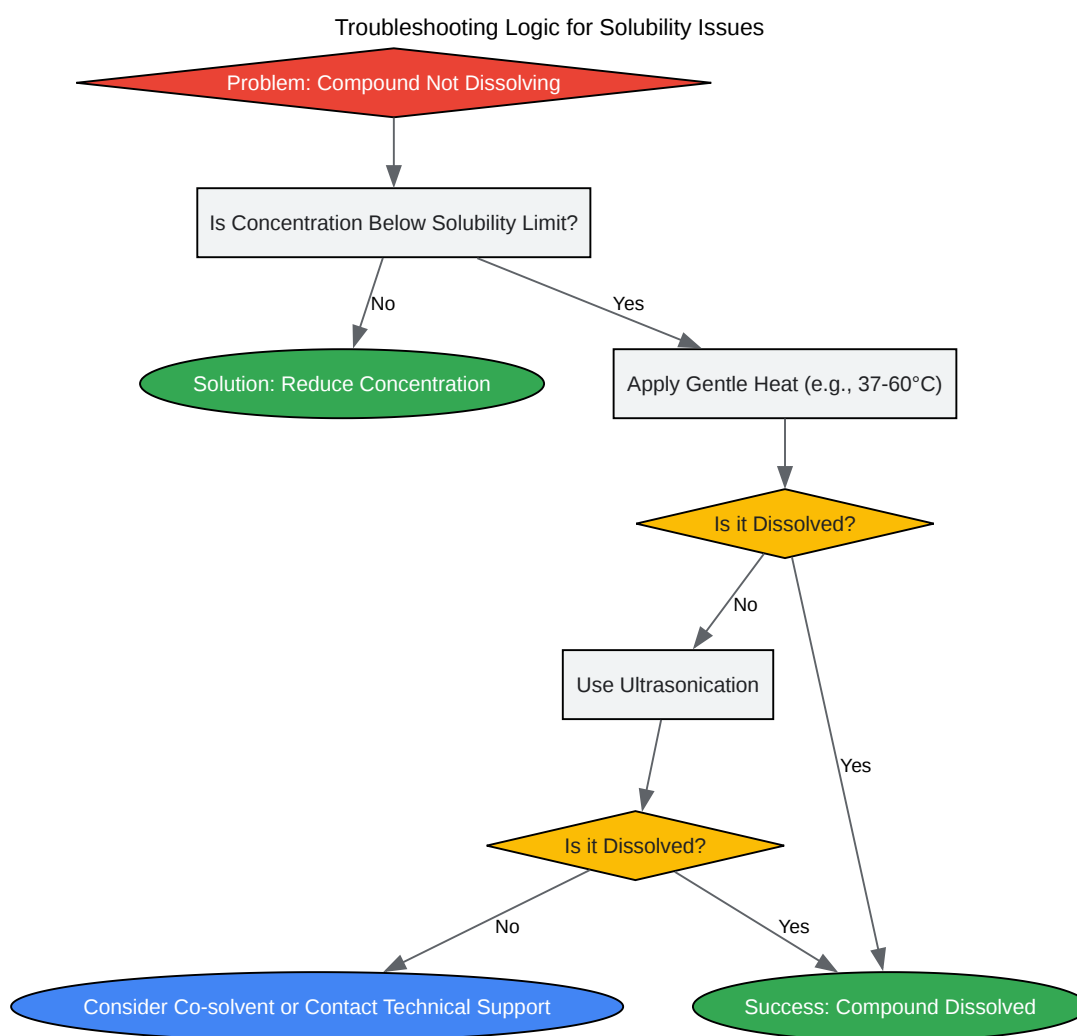 Troubleshooting Logic for Solubility Issues
Problem: Compound Not Dissolving
Is Concentration Below Solubility Limit?
No
Yes
Solution: Reduce Concentration
Apply Gentle Heat (e.g., 37-60°C)
Is it Dissolved?
No
Use Ultrasonication
Yes
Is it Dissolved?
No
Yes
Consider Co-solvent or Contact Technical Support
Success: Compound Dissolved